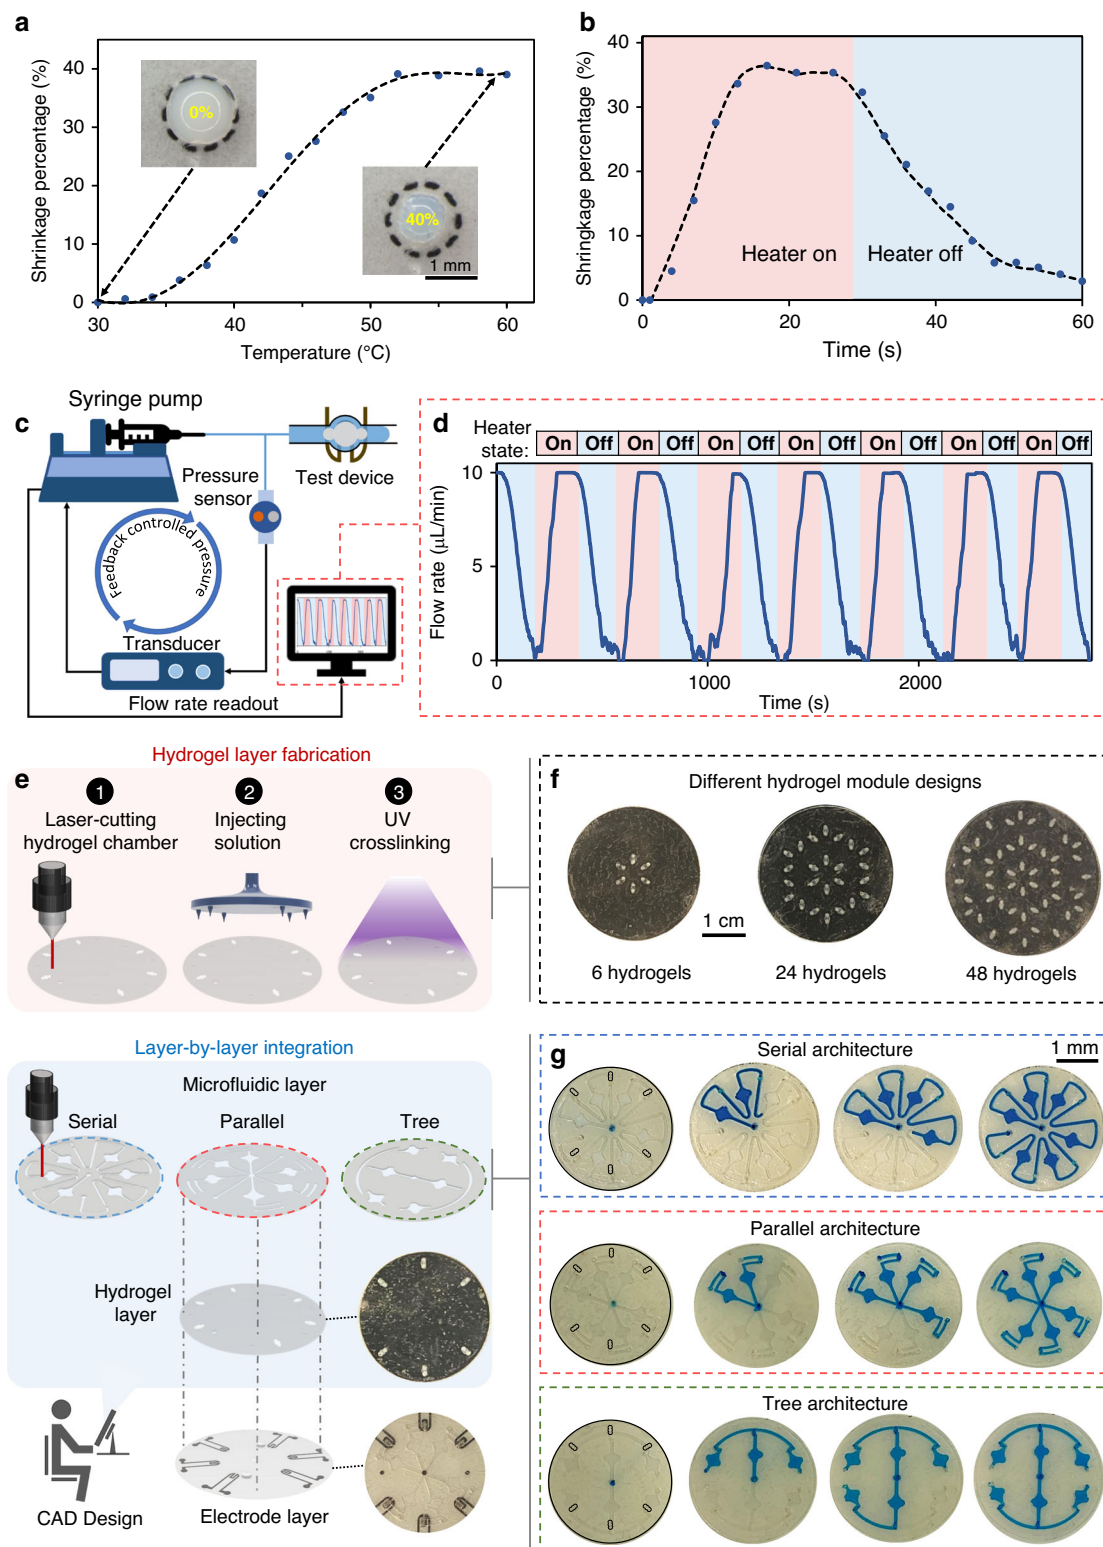 a
Shrinkage percentage (%)
40
30
20
10
0
30
40
50
60
Temperature (°C)
0%
40%
1 mm
b
Shringkage percentage (%)
40
30
20
10
0
0
20
40
60
Time (s)
Heater on
Heater off
c
Syringe pump
Pressure
sensor
Test device
Feedback controlled pressure
Transducer
Flow rate readout
d
Heater
state:
On Off On Off On Off On Off On Off On Off On Off
Flow rate (µL/min)
10
5
0
0
1000
2000
Time (s)
Hydrogel layer fabrication
e
1
2
3
Laser-cutting
hydrogel chamber
Injecting
solution
UV
crosslinking
f
Different hydrogel module designs
1 cm
6 hydrogels
24 hydrogels
48 hydrogels
Layer-by-layer integration
Microfluidic layer
Serial
Parallel
Tree
Hydrogel
layer
CAD Design
Electrode layer
g
Serial architecture
1 mm
Parallel architecture
Tree architecture